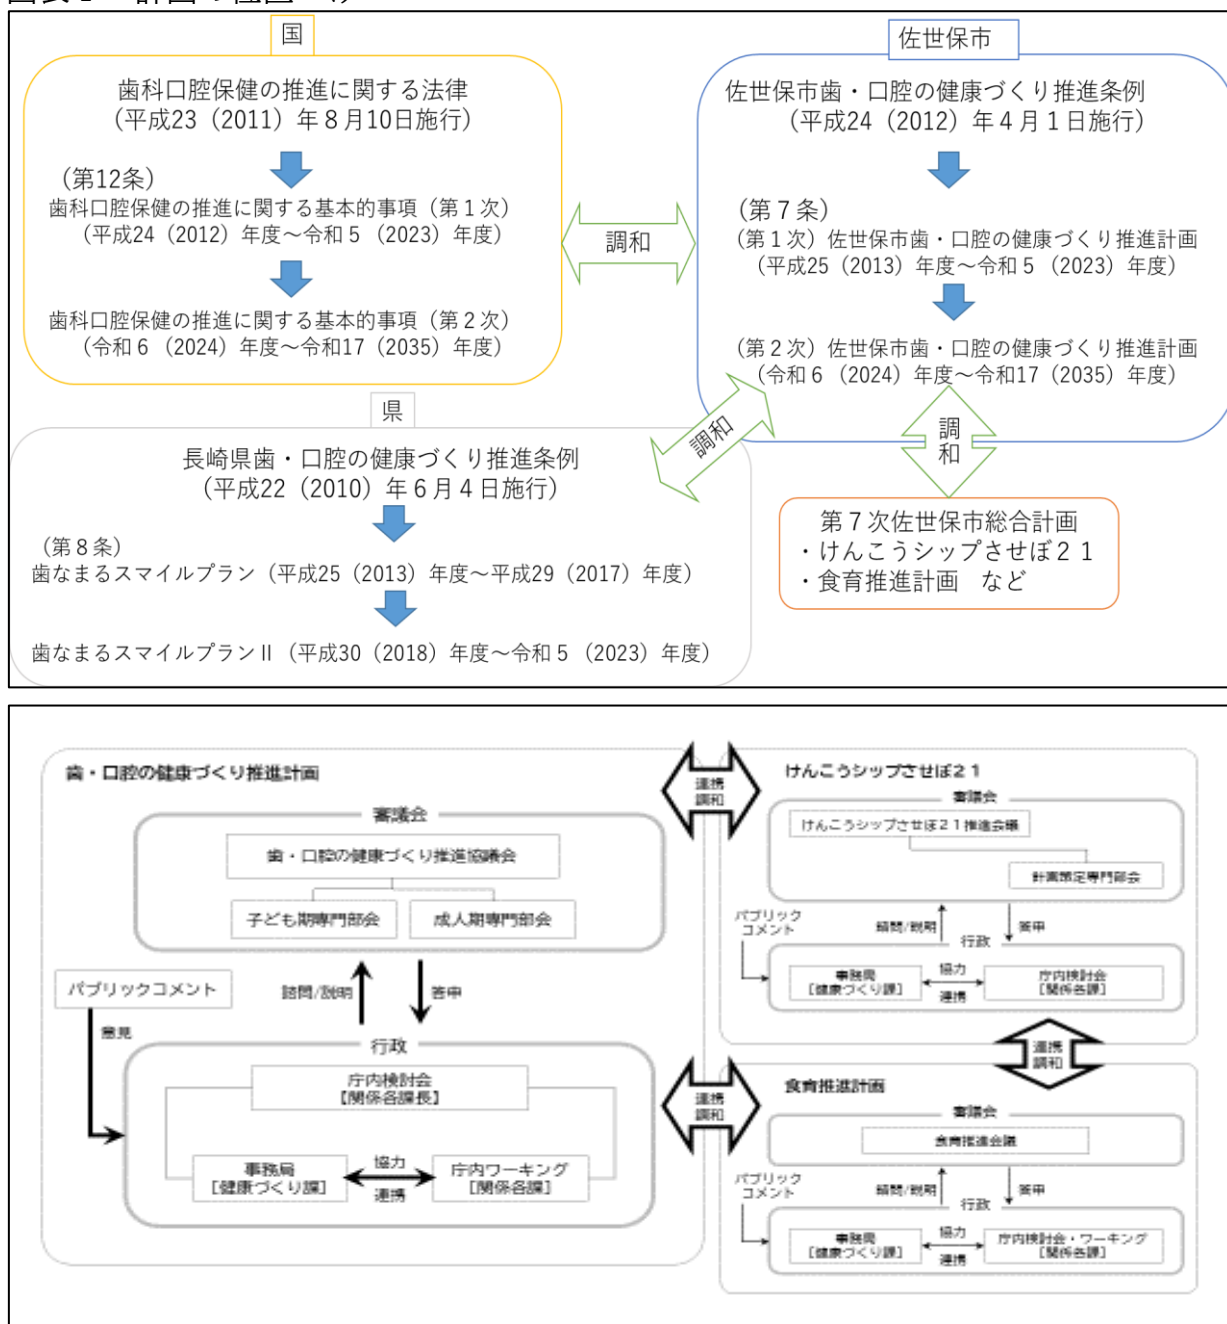 国
歯科口腔保健の推進に関する法律
（平成23（2011）年８月10日施行）
（第12条）
歯科口腔保健の推進に関する基本的事項（第１次）
（平成24（2012）年度～令和５（2023）年度）
歯科口腔保健の推進に関する基本的事項（第２次）
（令和６（2024）年度～令和17（2035）年度）
調和
佐世保市
佐世保市歯・口腔の健康づくり推進条例
（平成24（2012）年４月１日施行）
（第７条）
（第１次）佐世保市歯・口腔の健康づくり推進計画
（平成25（2013）年度～令和５（2023）年度）
（第２次）佐世保市歯・口腔の健康づくり推進計画
（令和６（2024）年度～令和17（2035）年度）
県
長崎県歯・口腔の健康づくり推進条例
（平成22（2010）年６月４日施行）
（第８条）
歯なまるスマイルプラン（平成25（2013）年度～平成29（2017）年度）
歯なまるスマイルプランⅡ（平成30（2018）年度～令和５（2023）年度）
調和
調和
第７次佐世保市総合計画
・けんこうシップさせぼ２１
・食育推進計画　など
歯・口腔の健康づくり推進計画
審議会
歯・口腔の健康づくり推進協議会
子ども期専門部会
成人期専門部会
パブリックコメント
諮問/説明
答申
意見
行政
庁内検討会
［関係各課長］
事務局
［健康づくり課］
協力
連携
庁内ワーキング
［関係各課］
連携
調和
連携
調和
けんこうシップさせぼ２１
審議会
けんこうシップさせぼ２１推進会議
計画策定専門部会
パブリック
コメント
諮問/説明
答申
行政
事務局
［健康づくり課］
協力
連携
庁内検討会
［関係各課］
連携
調和
食育推進計画
審議会
食育推進会議
パブリック
コメント
諮問/説明
答申
行政
事務局
［健康づくり課］
協力
連携
庁内検討会・ワーキング
［関係各課］